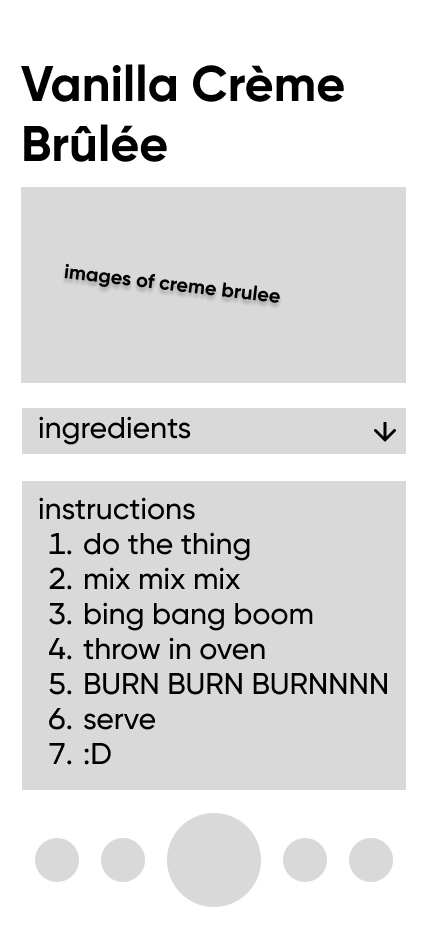 Vanilla Crème
Brûlée
images of creme brulee
ingredients
instructions
1. do the thing
2. mix mix mix
3. bing bang boom
4. throw in oven
5. BURN BURN BURNNNN
6. serve
7. :D